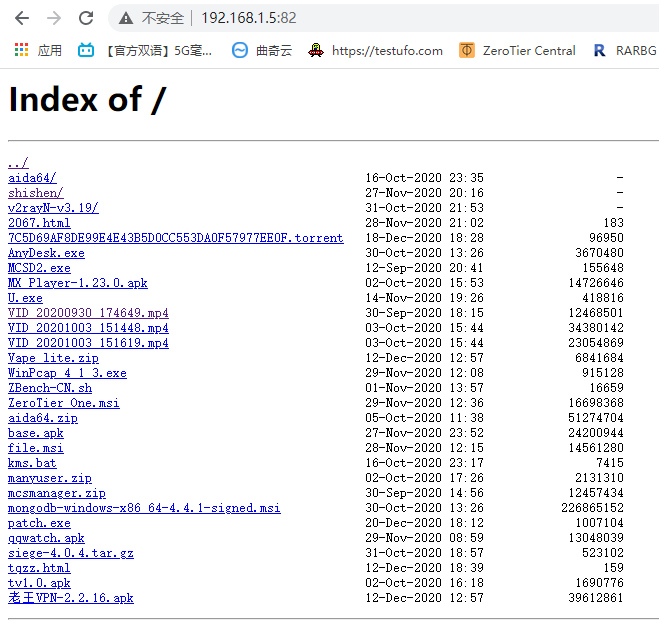 不安全 | 192.168.1.5:82
应用 【官方双语】5G毫... 曲奇云 https://testufo.com ZeroTier Central RARBG
Index of /
../
aida64/ 16-Oct-2020 23:35 -
shishen/ 27-Nov-2020 20:16 -
v2rayN-v3.19/ 31-Oct-2020 21:53 -
2067.html 28-Nov-2020 21:02 183
7C5D69AF8DE99E4E43B5D0CC553DA0F57977EE0F.torrent 18-Dec-2020 18:28 96950
AnyDesk.exe 30-Oct-2020 13:26 3670480
MCSD2.exe 12-Sep-2020 20:41 155648
MX Player-1.23.0.apk 02-Oct-2020 15:53 14726646
U.exe 14-Nov-2020 19:26 418816
VID_20200930_174649.mp4 30-Sep-2020 18:15 12468501
VID_20201003_151448.mp4 03-Oct-2020 15:44 34380142
VID_20201003_151619.mp4 03-Oct-2020 15:44 23054869
Vape_lite.zip 12-Dec-2020 12:57 6841684
WinPcap_4_1_3.exe 29-Nov-2020 12:08 915128
ZBench-CN.sh 01-Nov-2020 13:57 16659
ZeroTier One.msi 29-Nov-2020 12:36 16698368
aida64.zip 05-Oct-2020 11:38 51274704
base.apk 27-Nov-2020 23:52 24200944
file.msi 28-Nov-2020 12:15 14561280
kms.bat 16-Oct-2020 23:17 7415
manyuser.zip 02-Oct-2020 17:26 2131310
mcsmanager.zip 30-Sep-2020 14:56 12457434
mongodb-windows-x86_64-4.4.1-signed.msi 30-Oct-2020 13:26 226865152
patch.exe 20-Dec-2020 18:12 1007104
qqwatch.apk 29-Nov-2020 08:59 13048039
siege-4.0.4.tar.gz 31-Oct-2020 18:57 523102
tqzz.html 12-Dec-2020 18:39 159
tv1.0.apk 02-Oct-2020 16:18 1690776
老王VPN-2.2.16.apk 12-Dec-2020 12:57 39612861